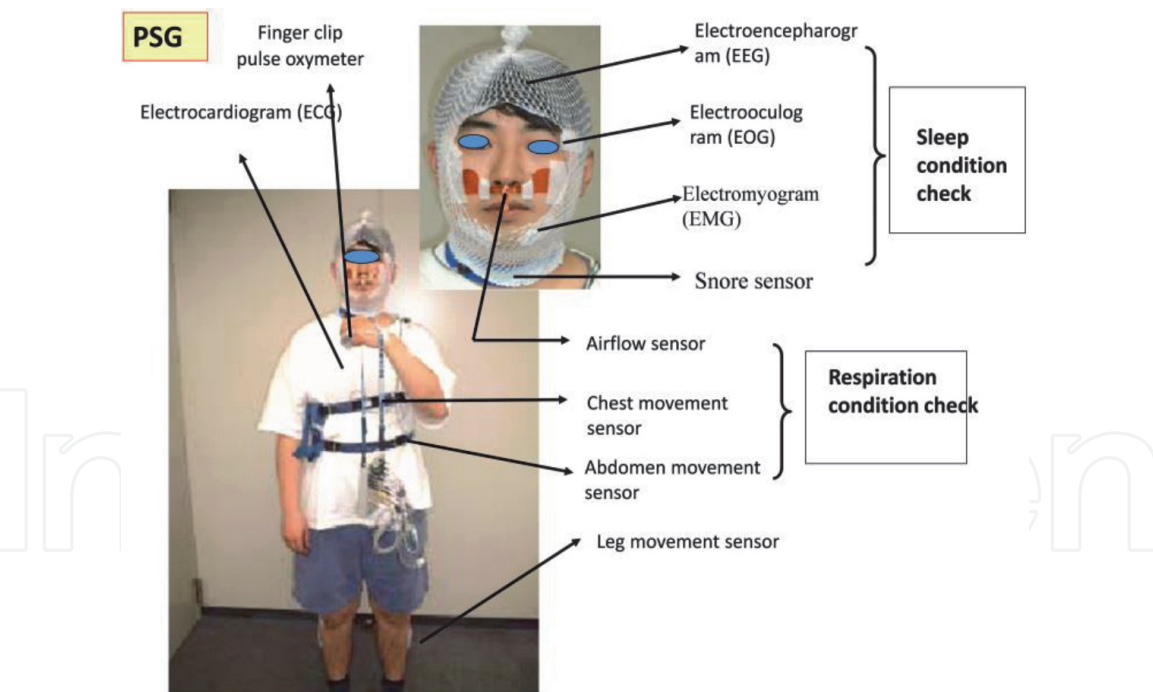 PSG
Finger clip
pulse oxymeter
Electrocardiogram (ECG)
Electroencepharogr
am (EEG)
Electrooculog
ram (EOG)
Electromyogram
(EMG)
Snore sensor
Sleep
condition
check
Airflow sensor
Chest movement
sensor
Abdomen movement
sensor
Respiration
condition check
Leg movement sensor